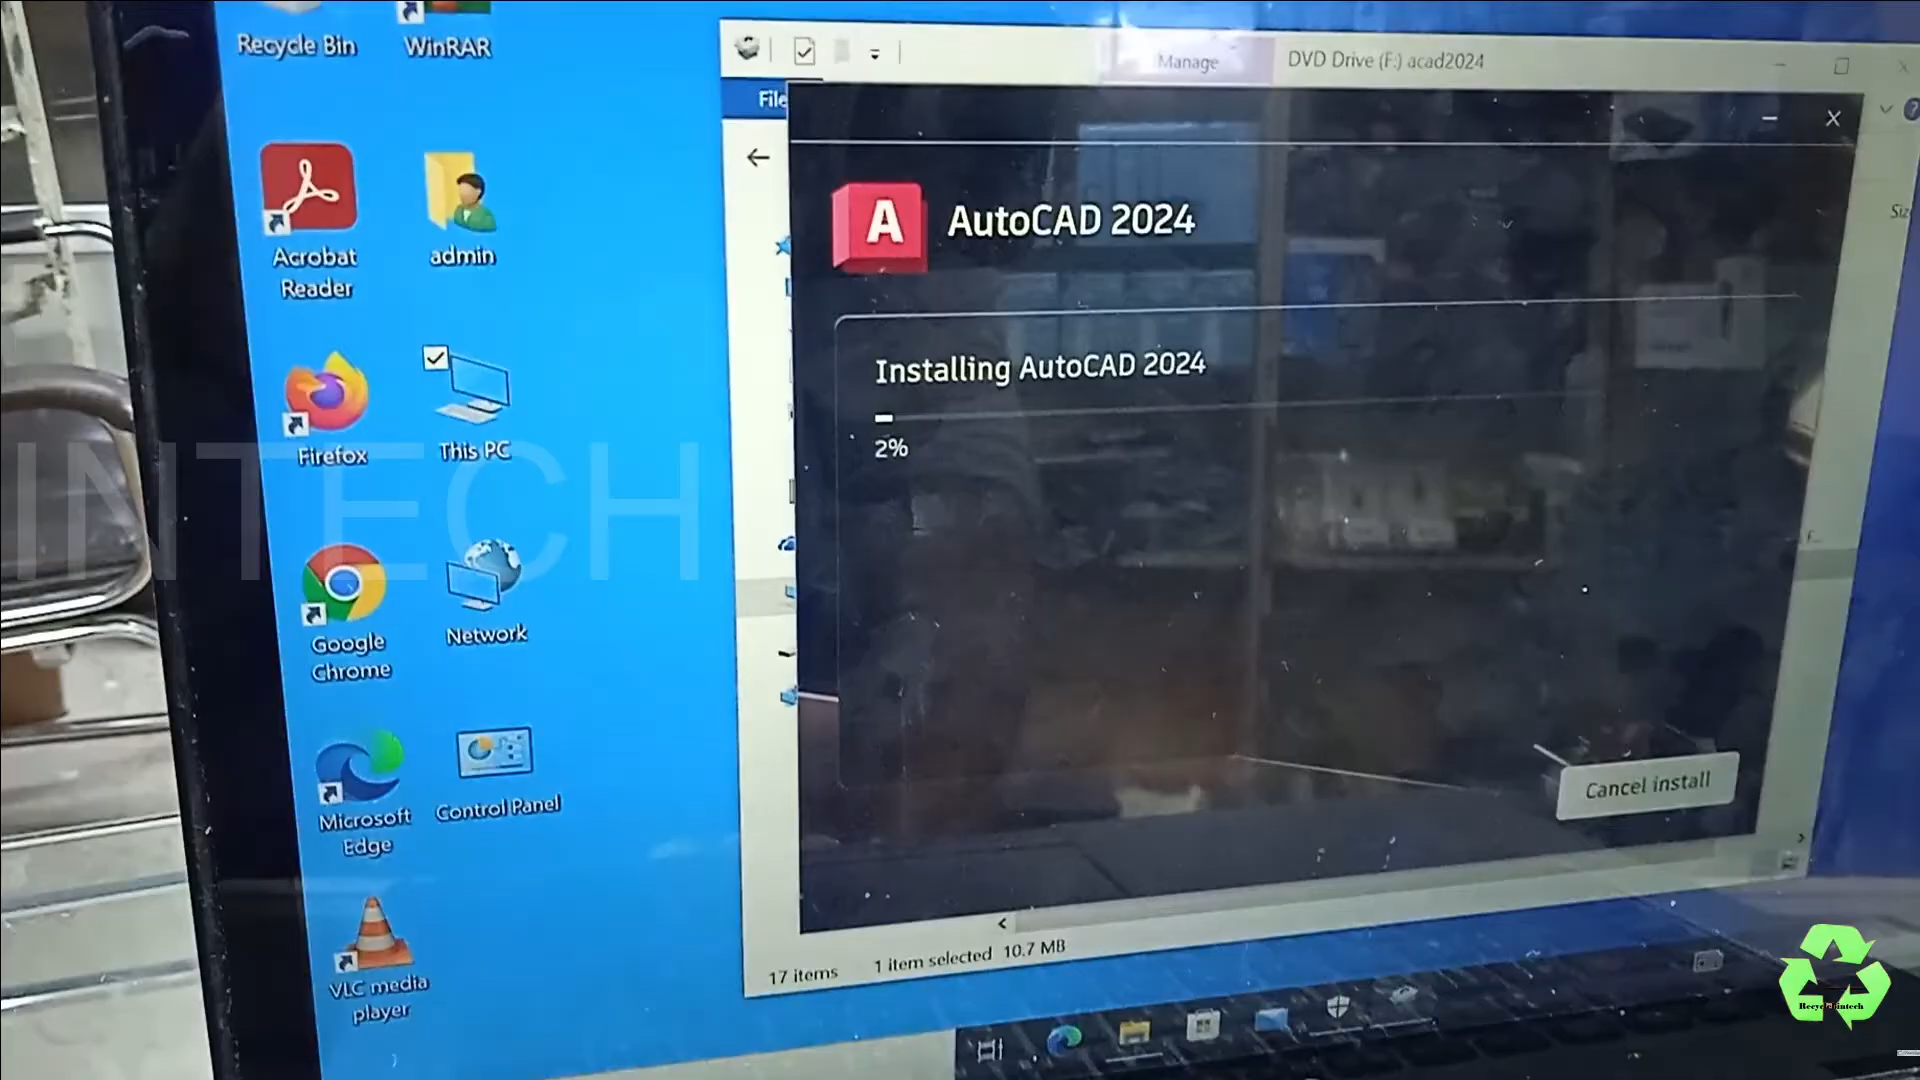 Recycle Bin
WinRAR
Manage
DVD Drive (F:) acad2024
File
A
AutoCAD 2024
Acrobat
Reader
admin
Installing AutoCAD 2024
2%
Firefox
This PC
INTECH
Google
Chrome
Network
Microsoft
Edge
Control Panel
Cancel install
VLC media
player
17 items
1 item selected 10.7 MB